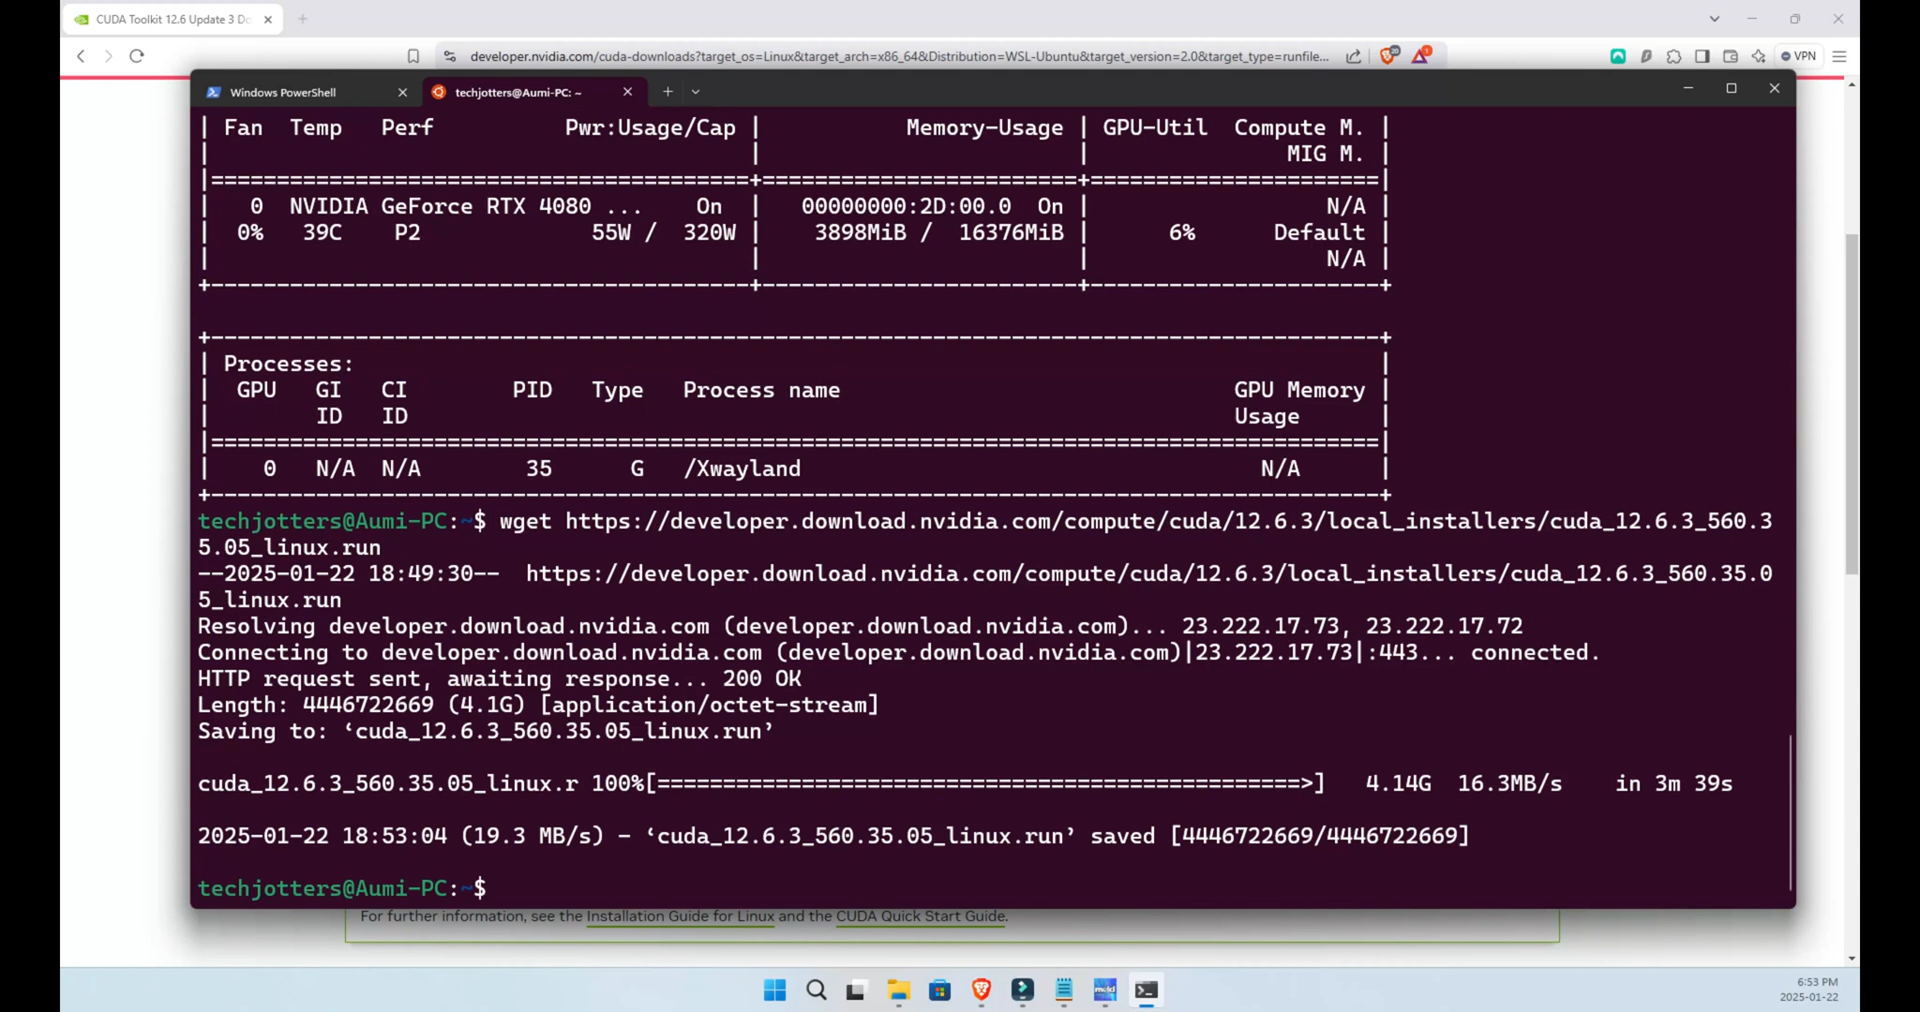 CUDA Toolkit 12.6 Update 3 Do
developer.nvidia.com/cuda-downloads?target_os=Linux&target_arch=x86_64&Distribution=WSL-Ubuntu&target_version=2.0&target_type=runfile...
VPN
Windows PowerShell
techjotters@Aumi-PC: ~
| Fan  Temp   Perf          Pwr:Usage/Cap |           Memory-Usage | GPU-Util  Compute M. |
|                                         |                        |               MIG M. |
|=========================================+========================+======================|
|   0  NVIDIA GeForce RTX 4080 ...    On  |   00000000:2D:00.0  On |                  N/A |
|  0%   39C    P2              55W /  320W |    3898MiB /  16376MiB |      6%      Default |
|                                         |                        |                  N/A |
+-----------------------------------------+------------------------+----------------------+
+-----------------------------------------------------------------------------------------+
| Processes:                                                                              |
|  GPU   GI   CI        PID   Type   Process name                              GPU Memory |
|        ID   ID                                                               Usage      |
|=========================================================================================|
|    0   N/A  N/A        35      G   /Xwayland                                   N/A      |
+-----------------------------------------------------------------------------------------+
techjotters@Aumi-PC:~$ wget https://developer.download.nvidia.com/compute/cuda/12.6.3/local_installers/cuda_12.6.3_560.3
5.05_linux.run
--2025-01-22 18:49:30--  https://developer.download.nvidia.com/compute/cuda/12.6.3/local_installers/cuda_12.6.3_560.35.0
5_linux.run
Resolving developer.download.nvidia.com (developer.download.nvidia.com)... 23.222.17.73, 23.222.17.72
Connecting to developer.download.nvidia.com (developer.download.nvidia.com)|23.222.17.73|:443... connected.
HTTP request sent, awaiting response... 200 OK
Length: 4446722669 (4.1G) [application/octet-stream]
Saving to: ‘cuda_12.6.3_560.35.05_linux.run’
cuda_12.6.3_560.35.05_linux.r 100%[=================================================>]   4.14G  16.3MB/s    in 3m 39s
2025-01-22 18:53:04 (19.3 MB/s) - ‘cuda_12.6.3_560.35.05_linux.run’ saved [4446722669/4446722669]
techjotters@Aumi-PC:~$
For further information, see the Installation Guide for Linux and the CUDA Quick Start Guide.
meld
6:53 PM
2025-01-22